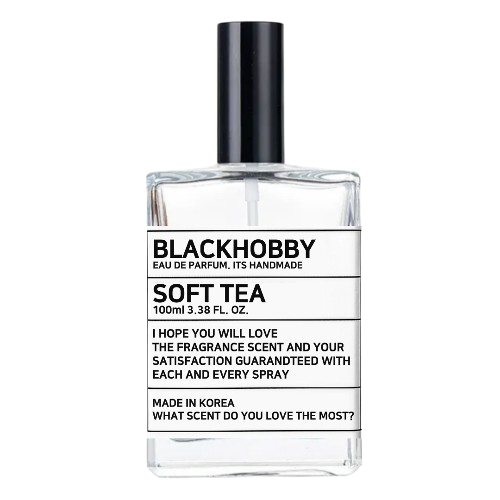 BLACKHOBBY
EAU DE PARFUM. ITS HANDMADE
SOFT TEA
100ml 3.38 FL. OZ.
I HOPE YOU WILL LOVE
THE FRAGRANCE SCENT AND YOUR
SATISFACTION GUARANDTEED WITH
EACH AND EVERY SPRAY
MADE IN KOREA
WHAT SCENT DO YOU LOVE THE MOST?